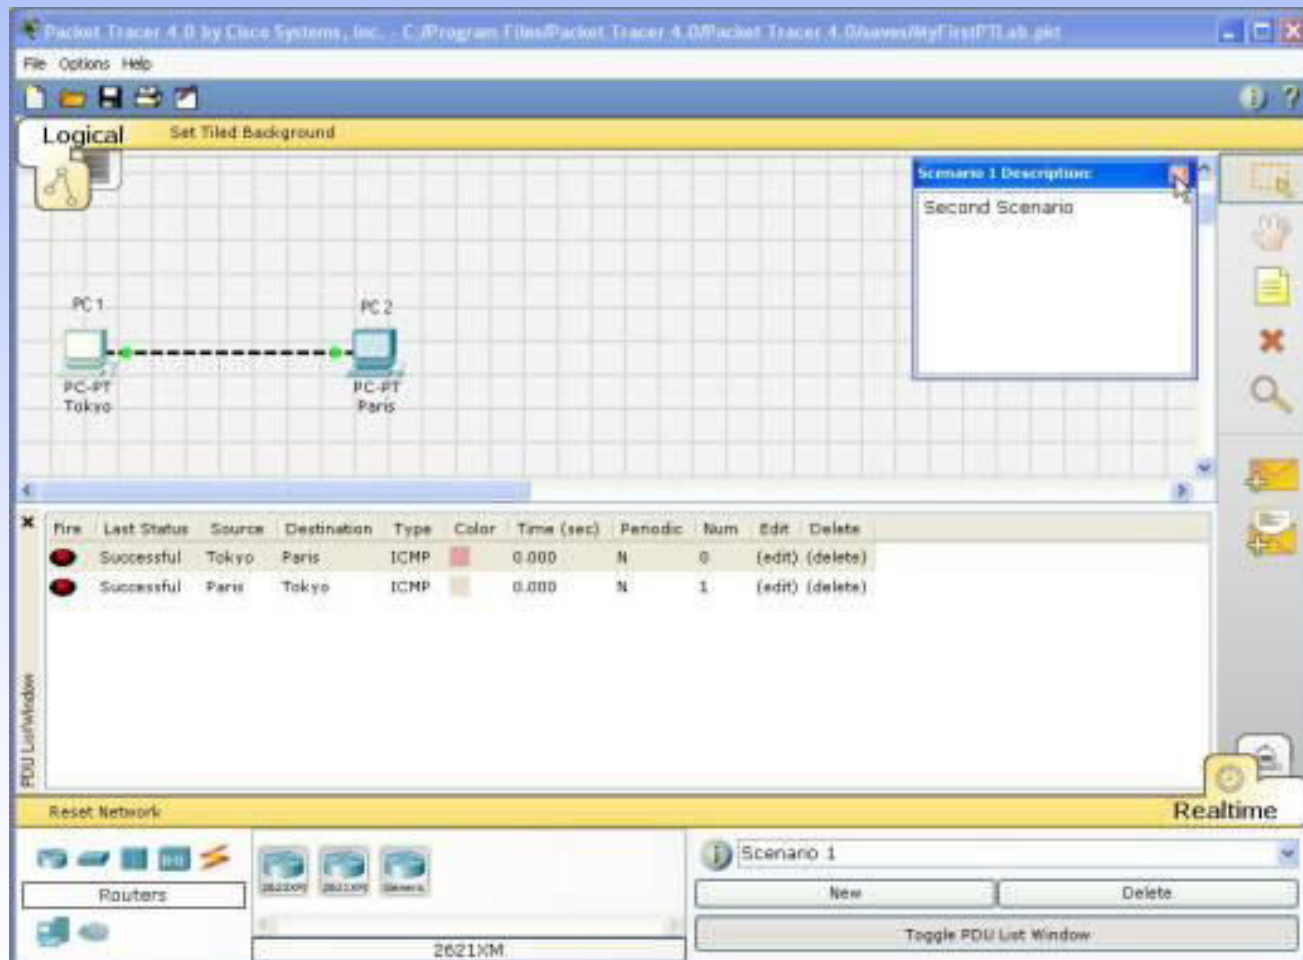 Packet Tracer 4.0 by Cisco Systems, Inc. - C:/Program Files/Packet Tracer 4.0/Packet Tracer 4.0/saves/MyFirstPTLab.pkt
File Options Help
Logical Set Tiled Background
Scenario 1 Description:
Second Scenario
PC 1
PC 2
PC-PT
Tokyo
PC-PT
Paris
Fire Last Status Source Destination Type Color Time (sec) Periodic Num Edit Delete
Successful Tokyo Paris ICMP 0.000 N 0 (edit) (delete)
Successful Paris Tokyo ICMP 0.000 N 1 (edit) (delete)
PDU List Window
Reset Network
Realtime
Scenario 1
Routers
New
Delete
Toggle PDU List Window
2621XM